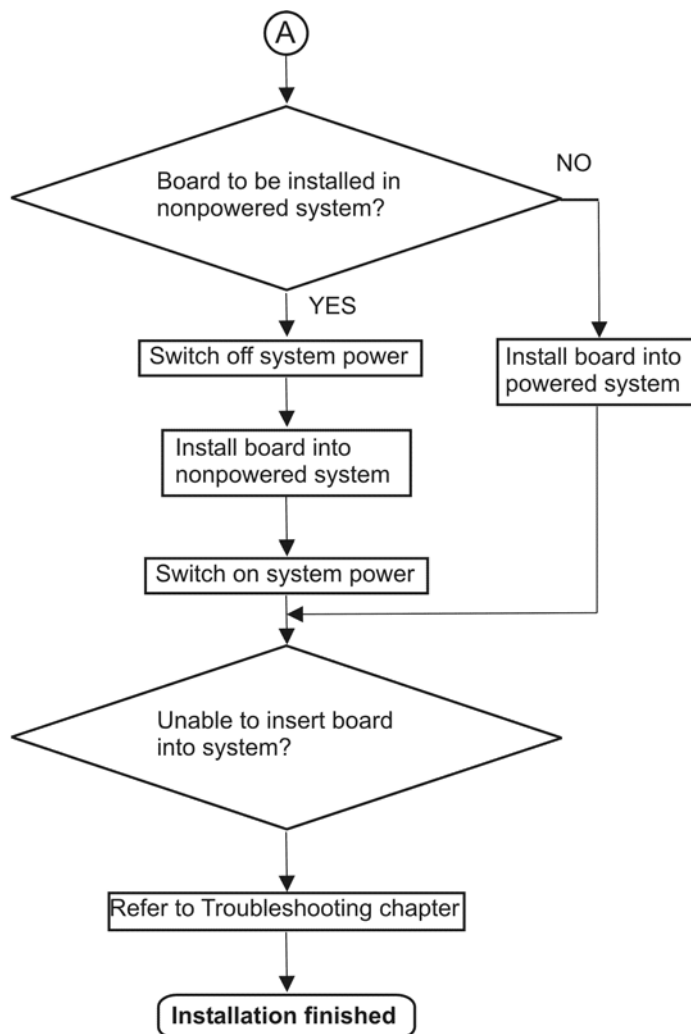 A
Board to be installed in
nonpowered system?
NO
YES
Switch off system power
Install board into
powered system
Install board into
nonpowered system
Switch on system power
Unable to insert board
into system?
Refer to Troubleshooting chapter
Installation finished